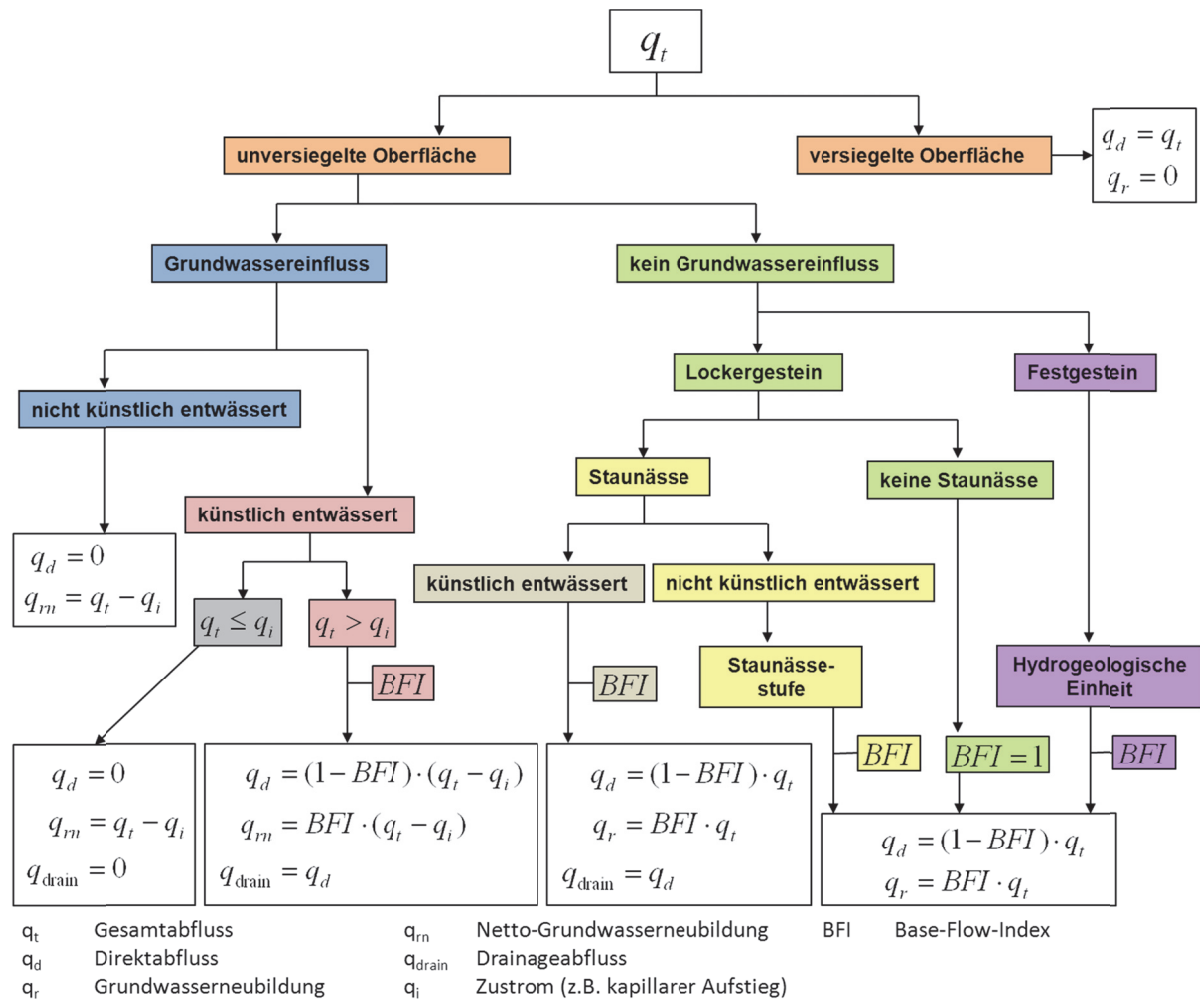 q_t
unversiegelte Oberfläche
versiegelte Oberfläche
q_d = q_t
q_r = 0
Grundwassereinfluss
kein Grundwassereinfluss
Lockergestein
Festgestein
nicht künstlich entwässert
Staunässe
keine Staunässe
künstlich entwässert
q_d = 0
q_rn = q_t − q_i
künstlich entwässert
nicht künstlich entwässert
q_t ≤ q_i
q_t > q_i
BFI
BFI
Staunässe-
stufe
Hydrogeologische
Einheit
BFI
BFI = 1
BFI
q_d = 0
q_rn = q_t − q_i
q_drain = 0
q_d = (1 − BFI) · (q_t − q_i)
q_rn = BFI · (q_t − q_i)
q_drain = q_d
q_d = (1 − BFI) · q_t
q_r = BFI · q_t
q_drain = q_d
q_d = (1 − BFI) · q_t
q_r = BFI · q_t
q_t Gesamtabfluss
q_d Direktabfluss
q_r Grundwasserneubildung
q_rn Netto-Grundwasserneubildung
q_drain Drainageabfluss
q_i Zustrom (z.B. kapillarer Aufstieg)
BFI Base-Flow-Index